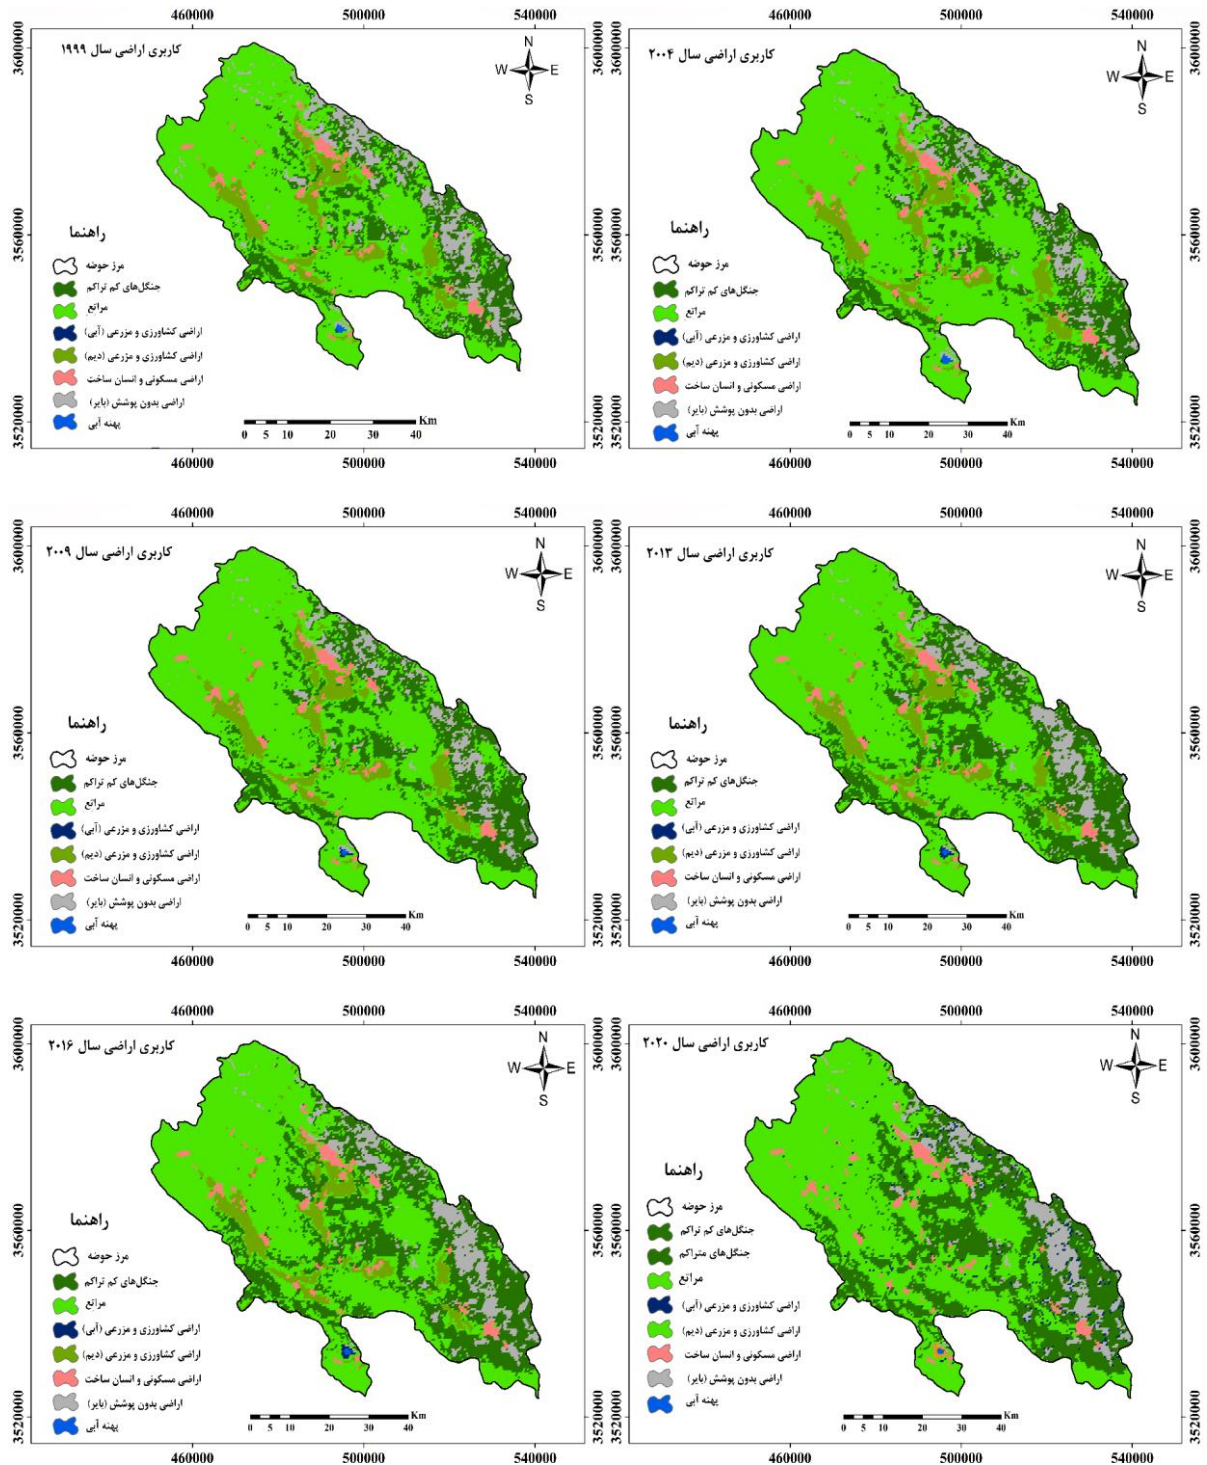 460000 500000 540000
460000 500000 540000
کاربری اراضی سال ۱۹۹۹
N
W E
S
3600000
3560000
3520000
راهنما
مرز حوضه
جنگل‌های کم تراکم
مراتع
اراضی کشاورزی و مزرعی (آبی)
اراضی کشاورزی و مزرعی (دیم)
اراضی مسکونی و انسان ساخت
اراضی بدون پوشش (بایر)
پهنه آبی
Km
0 5 10 20 30 40
460000 500000 540000
کاربری اراضی سال ۲۰۰۴
N
W E
S
3600000
3560000
3520000
3600000
3560000
3520000
راهنما
مرز حوضه
جنگل‌های کم تراکم
مراتع
اراضی کشاورزی و مزرعی (آبی)
اراضی کشاورزی و مزرعی (دیم)
اراضی مسکونی و انسان ساخت
اراضی بدون پوشش (بایر)
پهنه آبی
Km
0 5 10 20 30 40
460000 500000 540000
460000 500000 540000
کاربری اراضی سال ۲۰۰۹
N
W E
S
3600000
3560000
3520000
راهنما
مرز حوضه
جنگل‌های کم تراکم
مراتع
اراضی کشاورزی و مزرعی (آبی)
اراضی کشاورزی و مزرعی (دیم)
اراضی مسکونی و انسان ساخت
اراضی بدون پوشش (بایر)
پهنه آبی
Km
0 5 10 20 30 40
460000 500000 540000
کاربری اراضی سال ۲۰۱۳
N
W E
S
3600000
3560000
3520000
3600000
3560000
3520000
راهنما
مرز حوضه
جنگل‌های کم تراکم
مراتع
اراضی کشاورزی و مزرعی (آبی)
اراضی کشاورزی و مزرعی (دیم)
اراضی مسکونی و انسان ساخت
اراضی بدون پوشش (بایر)
پهنه آبی
Km
0 5 10 20 30 40
460000 500000 540000
460000 500000 540000
کاربری اراضی سال ۲۰۱۶
N
W E
S
3600000
3560000
3520000
راهنما
مرز حوضه
جنگل‌های کم تراکم
مراتع
اراضی کشاورزی و مزرعی (آبی)
اراضی کشاورزی و مزرعی (دیم)
اراضی مسکونی و انسان ساخت
اراضی بدون پوشش (بایر)
پهنه آبی
Km
0 5 10 20 30 40
460000 500000 540000
کاربری اراضی سال ۲۰۲۰
N
W E
S
3600000
3560000
3520000
3600000
3560000
3520000
راهنما
مرز حوضه
جنگل‌های کم تراکم
جنگل‌های متراکم
مراتع
اراضی کشاورزی و مزرعی (آبی)
اراضی کشاورزی و مزرعی (دیم)
اراضی مسکونی و انسان ساخت
اراضی بدون پوشش (بایر)
پهنه آبی
Km
0 5 10 20 30 40
460000 500000 540000
460000 500000 540000